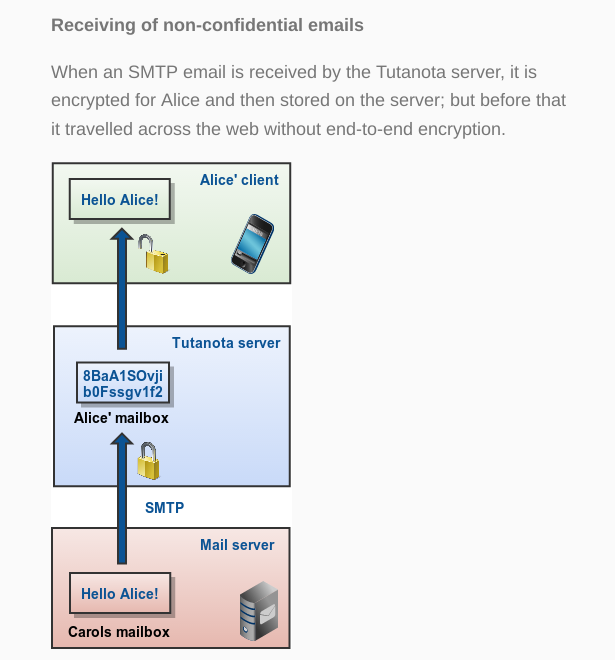 Receiving of non-confidential emails
When an SMTP email is received by the Tutanota server, it is
encrypted for Alice and then stored on the server; but before that
it travelled across the web without end-to-end encryption.
Alice' client
Hello Alice!
Tutanota server
8BaA1SOvji
b0Fssgv1f2
Alice' mailbox
SMTP
Mail server
Hello Alice!
Carols mailbox